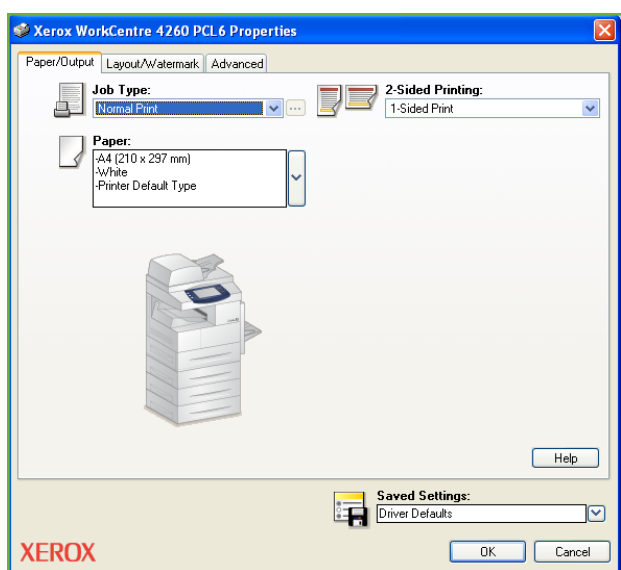 Xerox WorkCentre 4260 PCL6 Properties
Paper/Output Layout/Watermark Advanced
Job Type:
Normal Print
...
2-Sided Printing:
1-Sided Print
Paper:
-A4 (210 x 297 mm)
-White
-Printer Default Type
Help
Saved Settings:
Driver Defaults
XEROX
OK Cancel